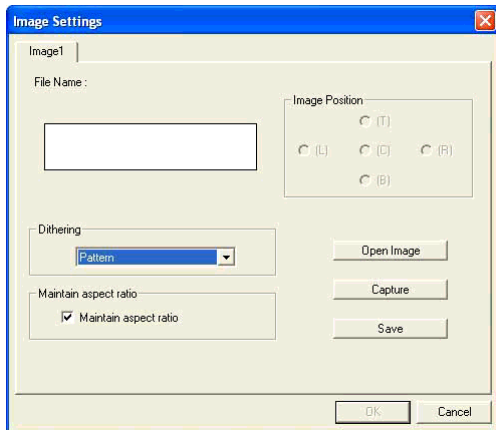 Image Settings
Image1
File Name :
Image Position
(T)
(L) (C) (R)
(B)
Dithering
Pattern
Open Image
Maintain aspect ratio
Capture
Maintain aspect ratio
Save
OK Cancel